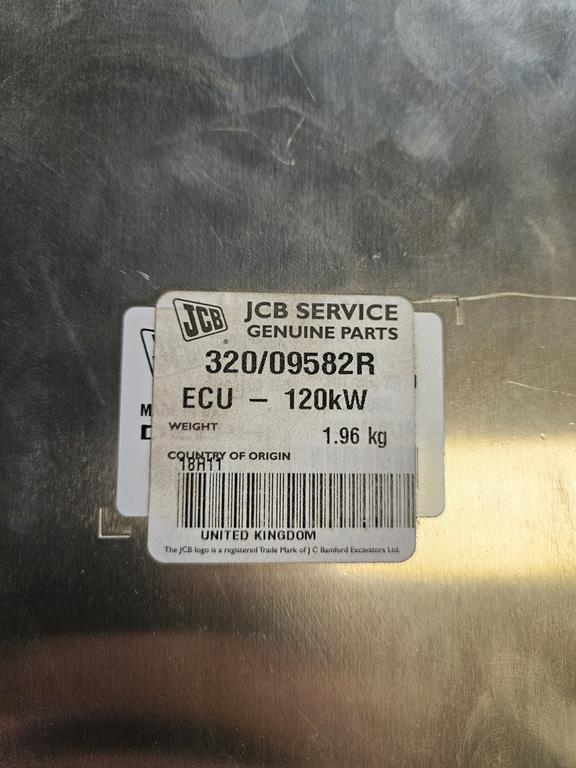 JCB
®
JCB SERVICE
GENUINE PARTS
320/09582R
ECU – 120kW
WEIGHT
1.96 kg
COUNTRY OF ORIGIN
18H11
UNITED KINGDOM
The JCB logo is a registered Trade Mark of J C Bamford Excavators Ltd.